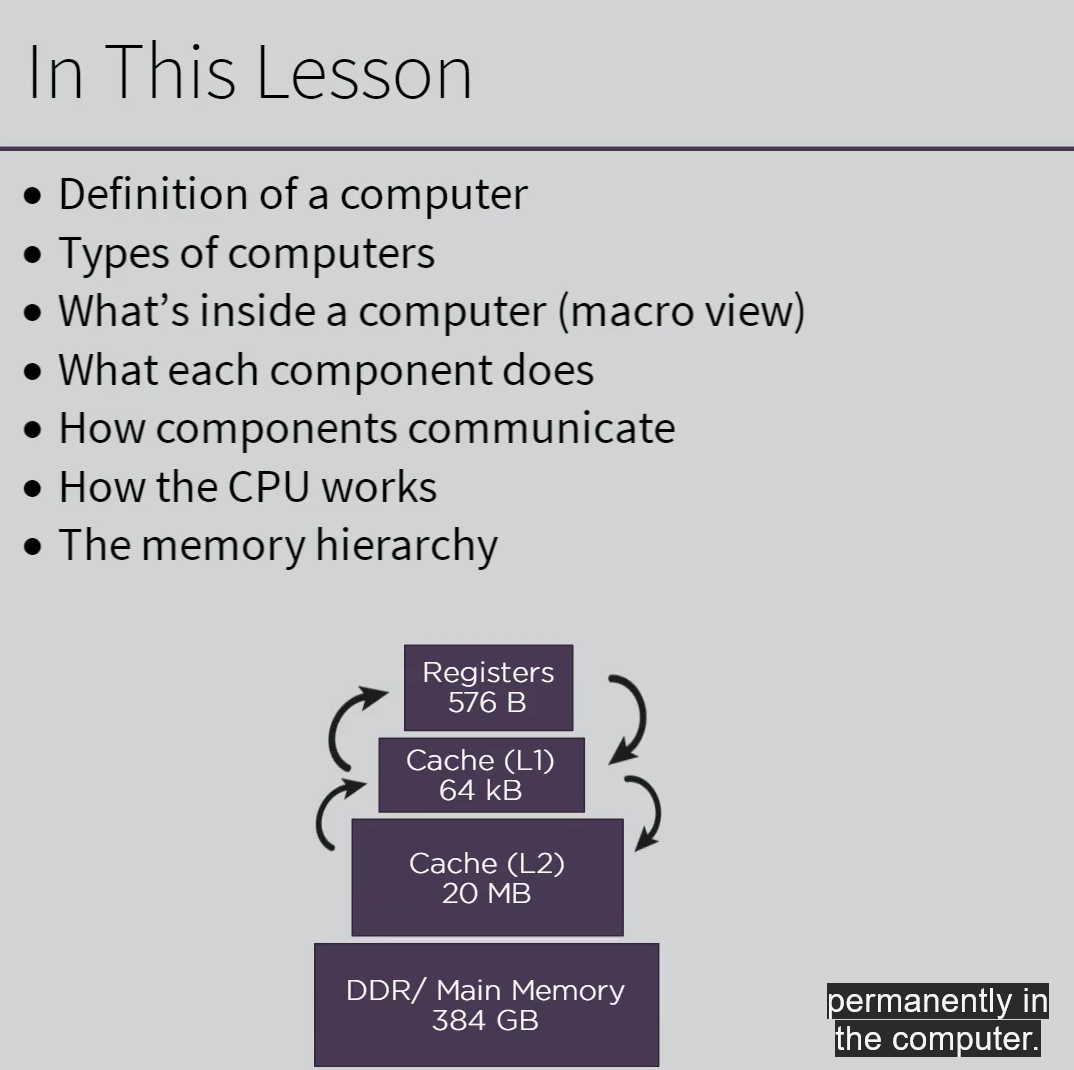 In This Lesson
• Definition of a computer
• Types of computers
• What’s inside a computer (macro view)
• What each component does
• How components communicate
• How the CPU works
• The memory hierarchy
Registers
576 B
Cache (L1)
64 kB
Cache (L2)
20 MB
DDR/ Main Memory
384 GB
permanently in
the computer.